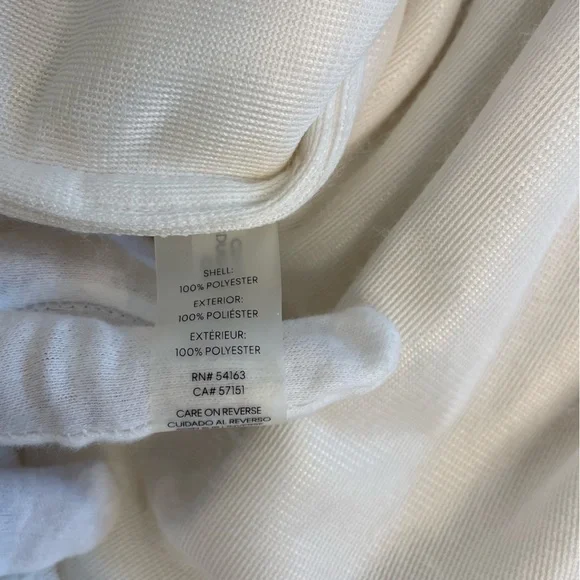 SHELL:
100% POLYESTER
EXTERIOR:
100% POLIÉSTER
EXTÉRIEUR:
100% POLYESTER
RN# 54163
CA# 57151
CARE ON REVERSE
CUIDADO AL REVERSO